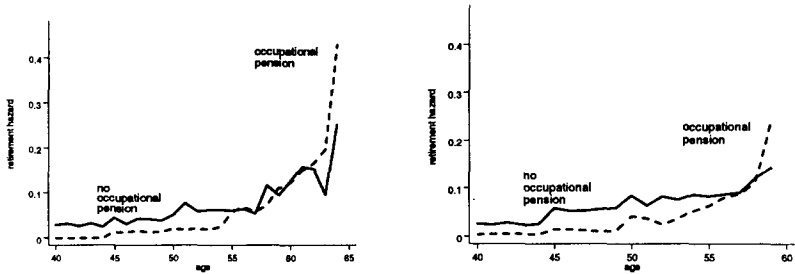 occupational
pension
0.4
0.3
0.2
0.1
0
retirement hazard
no
occupational
pension
40
45
50
55
60
65
age
0.4
0.3
0.2
0.1
0
retirement hazard
occupational
pension
no
occupational
pension
40
45
50
55
60
age